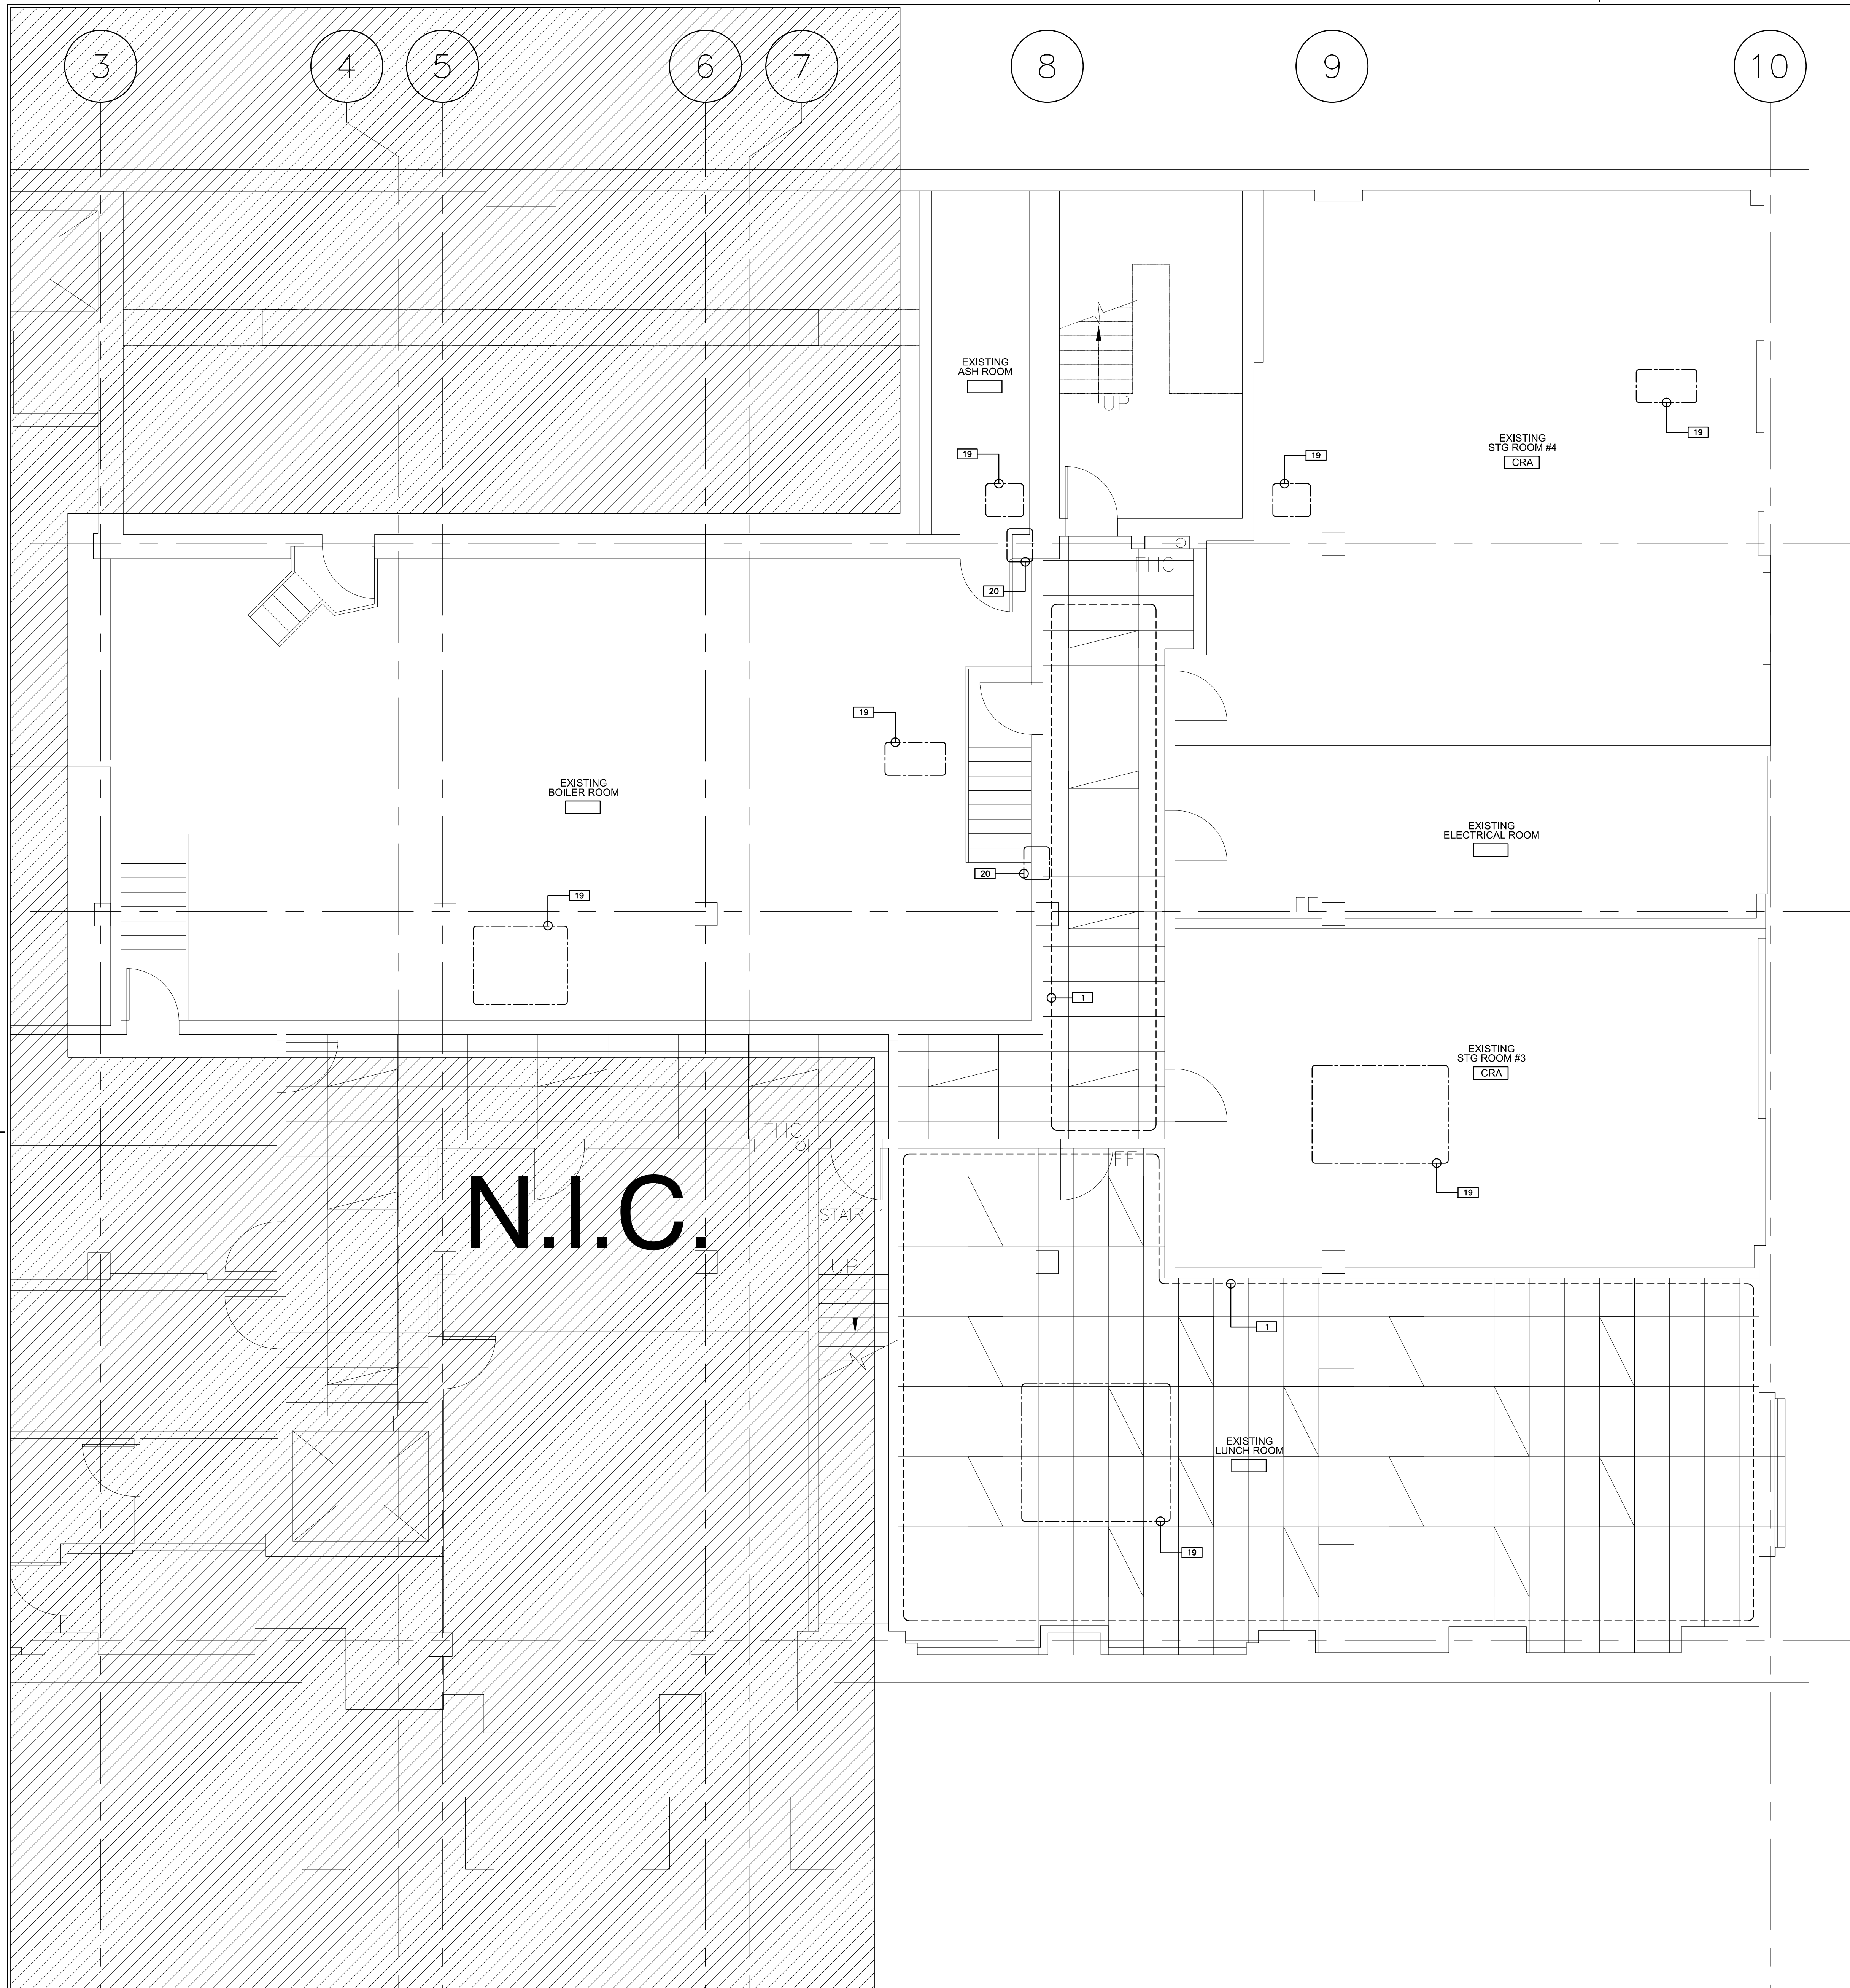 3 4 5 6 7 8 9 10
EXISTING
ASH ROOM
UP
19
19
EXISTING
STG ROOM #4
CRA
19
FHC
20
19
EXISTING
BOILER ROOM
EXISTING
ELECTRICAL ROOM
20
19
FE
1
EXISTING
STG ROOM #3
CRA
FHC
FE
N.I.C.
STAIR 1
19
UP
1
EXISTING
LUNCH ROOM
19